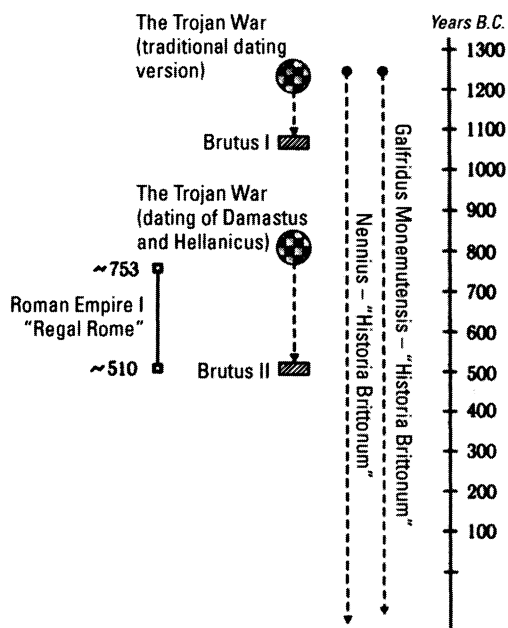 The Trojan War
(traditional dating
version)
Brutus I
The Trojan War
(dating of Damastus
and Hellanicus)
~753
Roman Empire I
"Regal Rome"
~510
Brutus II
Nennius – "Historia Brittonum"
Galfridus Monemutensis – "Historia Brittonum"
Years B.C.
1300
1200
1100
1000
900
800
700
600
500
400
300
200
100